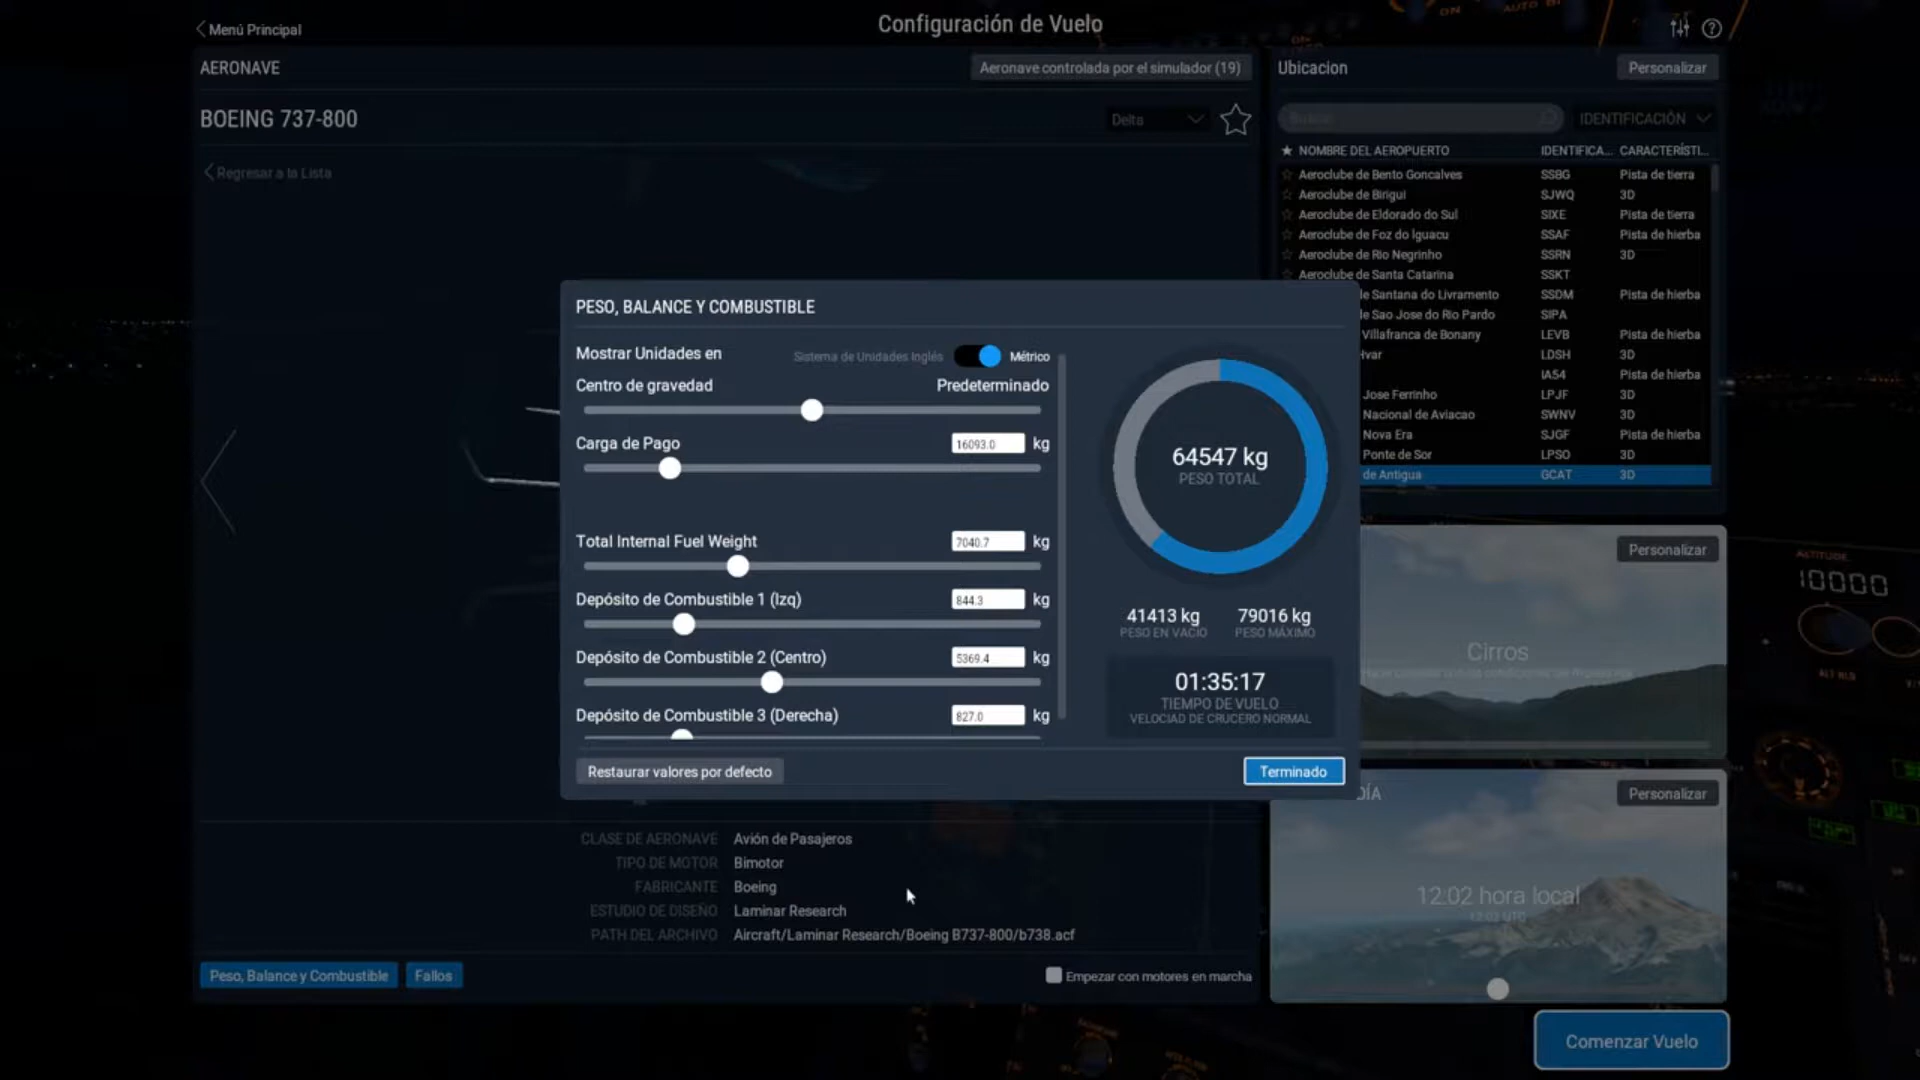 Menú Principal
Configuración de Vuelo
AERONAVE
Aeronave controlada por el simulador (19)
BOEING 737-800
Delta
Regresar a la Lista
Ubicacion
Personalizar
Buscar
IDENTIFICACIÓN
NOMBRE DEL AEROPUERTO IDENTIFICA... CARACTERÍSTI...
Aeroclube de Bento Goncalves SSBG Pista de tierra
Aeroclube de Birigui SJWQ 3D
Aeroclube de Eldorado do Sul SIXE Pista de tierra
Aeroclube de Foz do Iguacu SSAF Pista de hierba
Aeroclube de Rio Negrinho SSRN 3D
Aeroclube de Santa Catarina SSKT
le Santana do Livramento SSDM Pista de hierba
le Sao Jose do Rio Pardo SIPA
Villafranca de Bonany LEVB Pista de hierba
Hvar LDSH 3D
IA54 Pista de hierba
Jose Ferrinho LPJF 3D
Nacional de Aviacao SWNV 3D
Nova Era SJGF Pista de hierba
Ponte de Sor LPSO 3D
de Antigua GCAT 3D
PESO, BALANCE Y COMBUSTIBLE
Mostrar Unidades en Sistema de Unidades Inglés Métrico
Centro de gravedad Predeterminado
Carga de Pago 16093.0 kg
Total Internal Fuel Weight 7040.7 kg
Depósito de Combustible 1 (Izq) 844.3 kg
Depósito de Combustible 2 (Centro) 5369.4 kg
Depósito de Combustible 3 (Derecha) 827.0 kg
64547 kg
PESO TOTAL
41413 kg
PESO EN VACIO
79016 kg
PESO MÁXIMO
01:35:17
TIEMPO DE VUELO
VELOCIAD DE CRUCERO NORMAL
Restaurar valores por defecto
Terminado
Personalizar
Cirros
DÍA
Personalizar
12:02 hora local
12:02 UTC
CLASE DE AERONAVE Avión de Pasajeros
TIPO DE MOTOR Bimotor
FABRICANTE Boeing
ESTUDIO DE DISEÑO Laminar Research
PATH DEL ARCHIVO Aircraft/Laminar Research/Boeing B737-800/b738.acf
Peso, Balance y Combustible
Fallos
Empezar con motores en marcha
Comenzar Vuelo
ALTITUDE
10000
ON